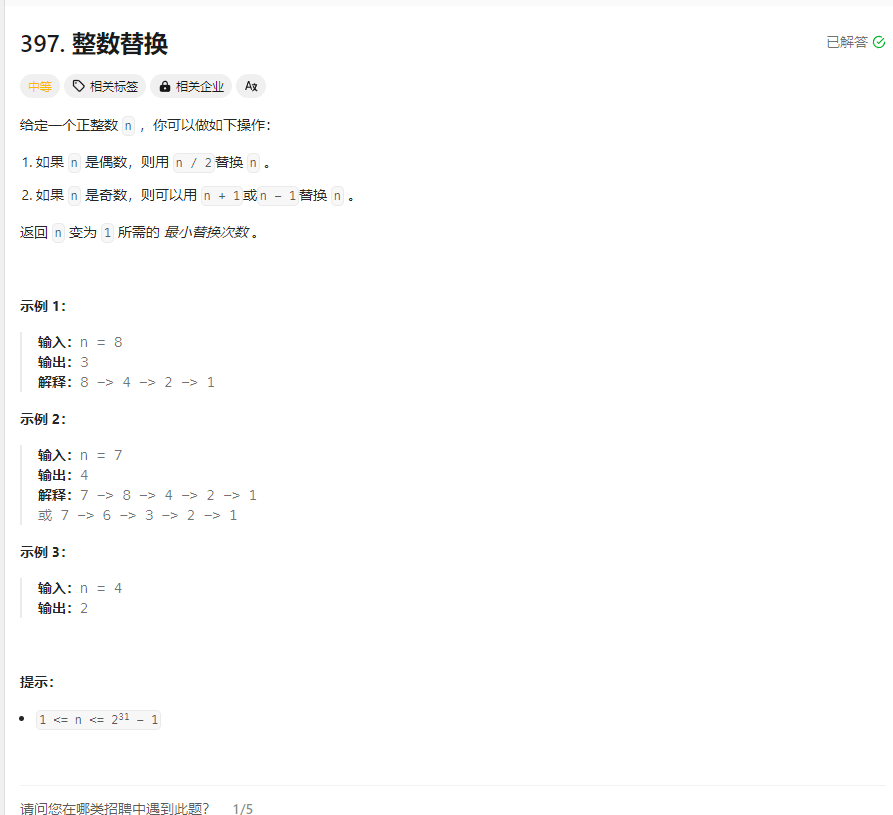 397. 整数替换
已解答
中等 相关标签 相关企业 Aあ
给定一个正整数 n ，你可以做如下操作：
1. 如果 n 是偶数，则用 n / 2替换 n 。
2. 如果 n 是奇数，则可以用 n + 1或n - 1替换 n 。
返回 n 变为 1 所需的 最小替换次数 。
示例 1：
输入：n = 8
输出：3
解释：8 -> 4 -> 2 -> 1
示例 2：
输入：n = 7
输出：4
解释：7 -> 8 -> 4 -> 2 -> 1
或 7 -> 6 -> 3 -> 2 -> 1
示例 3：
输入：n = 4
输出：2
提示：
1 <= n <= 2³¹ - 1
请问您在哪类招聘中遇到此题？ 1/5